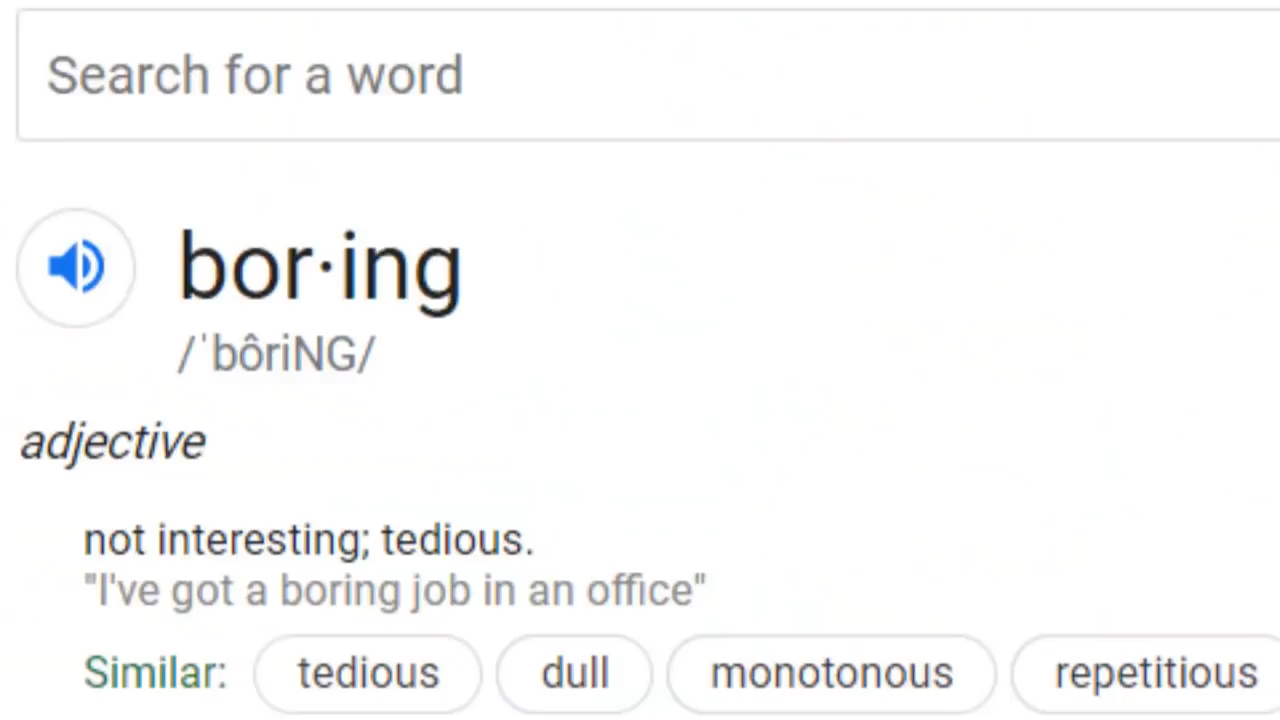 Search for a word
bor·ing
/ˈbôriNG/
adjective
not interesting; tedious.
"I've got a boring job in an office"
Similar: tedious dull monotonous repetitious